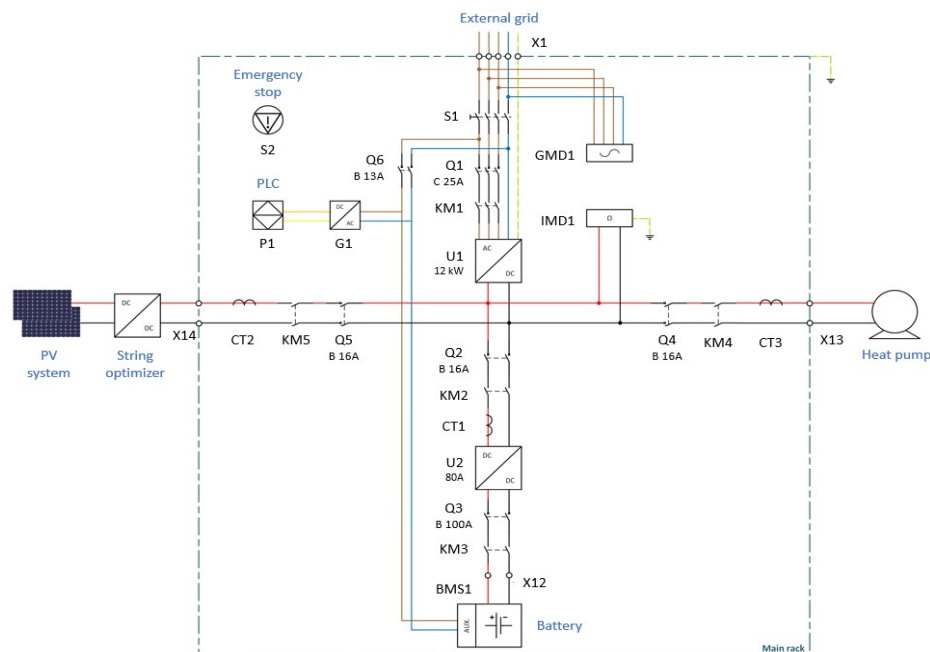 External grid
X1
Emergency
stop
S2
S1
GMD1
Q6
B 13A
Q1
C 25A
PLC
DC
AC
P1
G1
KM1
IMD1
Ω
U1
12 kW
AC
DC
PV
system
DC
DC
String
optimizer
X14
CT2
KM5
Q5
B 16A
Q4
B 16A
KM4
CT3
X13
Heat pump
Q2
B 16A
KM2
CT1
U2
80A
DC
DC
Q3
B 100A
KM3
BMS1
X12
AUX.
Battery
Main rack